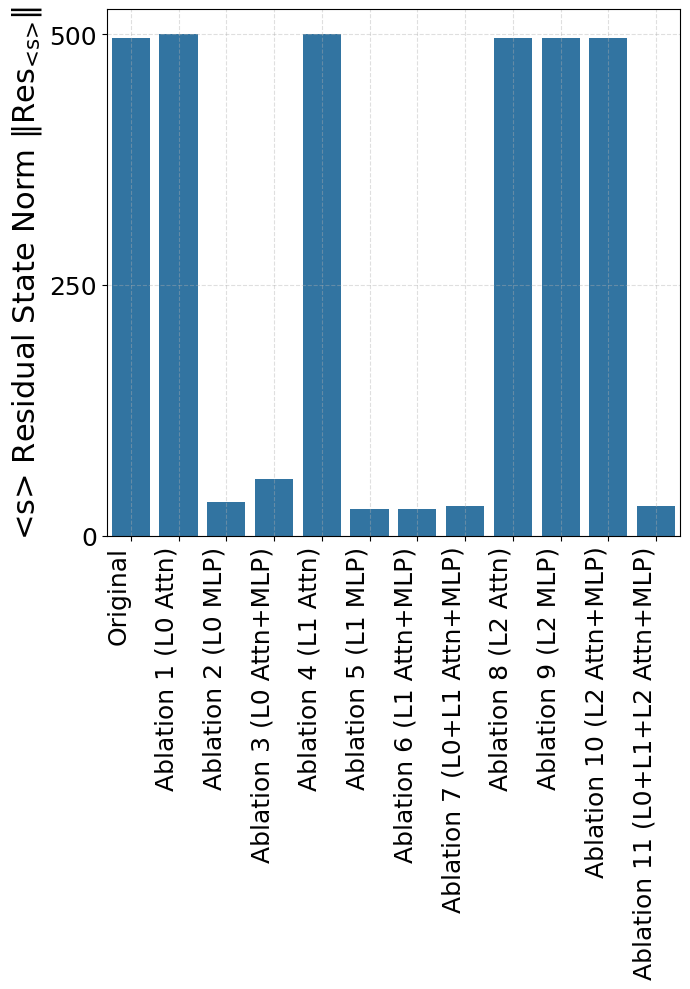 <s> Residual State Norm ‖Res<s>‖
500
250
0
Original
Ablation 1 (L0 Attn)
Ablation 2 (L0 MLP)
Ablation 3 (L0 Attn+MLP)
Ablation 4 (L1 Attn)
Ablation 5 (L1 MLP)
Ablation 6 (L1 Attn+MLP)
Ablation 7 (L0+L1 Attn+MLP)
Ablation 8 (L2 Attn)
Ablation 9 (L2 MLP)
Ablation 10 (L2 Attn+MLP)
Ablation 11 (L0+L1+L2 Attn+MLP)